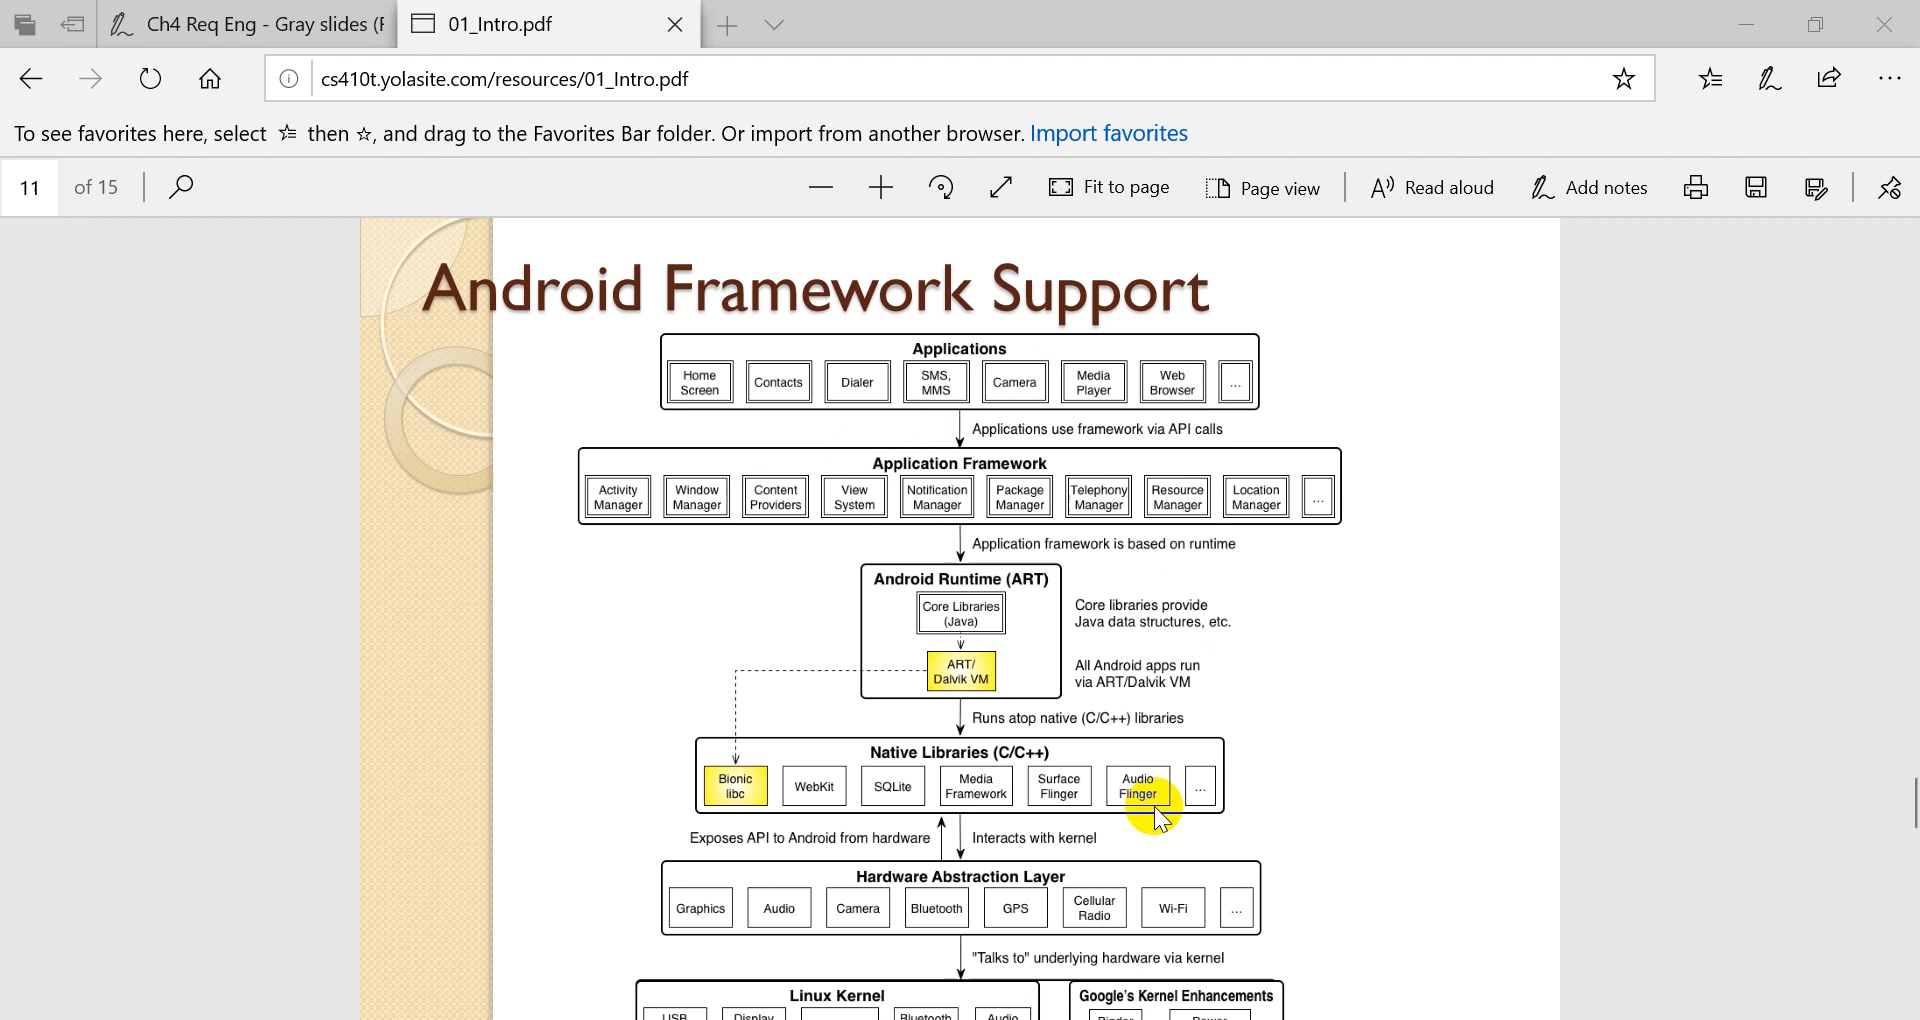 Ch4 Req Eng - Gray slides (F
01_Intro.pdf
cs410t.yolasite.com/resources/01_Intro.pdf
To see favorites here, select then , and drag to the Favorites Bar folder. Or import from another browser. Import favorites
11 of 15 Fit to page Page view Read aloud Add notes
Android Framework Support
Applications
Home Screen
Contacts
Dialer
SMS, MMS
Camera
Media Player
Web Browser
...
Applications use framework via API calls
Application Framework
Activity Manager
Window Manager
Content Providers
View System
Notification Manager
Package Manager
Telephony Manager
Resource Manager
Location Manager
...
Application framework is based on runtime
Android Runtime (ART)
Core Libraries
(Java)
Core libraries provide
Java data structures, etc.
ART/
Dalvik VM
All Android apps run
via ART/Dalvik VM
Runs atop native (C/C++) libraries
Native Libraries (C/C++)
Bionic libc
WebKit
SQLite
Media Framework
Surface Flinger
Audio Flinger
...
Exposes API to Android from hardware
Interacts with kernel
Hardware Abstraction Layer
Graphics
Audio
Camera
Bluetooth
GPS
Cellular Radio
Wi-Fi
...
"Talks to" underlying hardware via kernel
Linux Kernel
Google's Kernel Enhancements
USB
Display
Bluetooth
Audio
Binder
Power